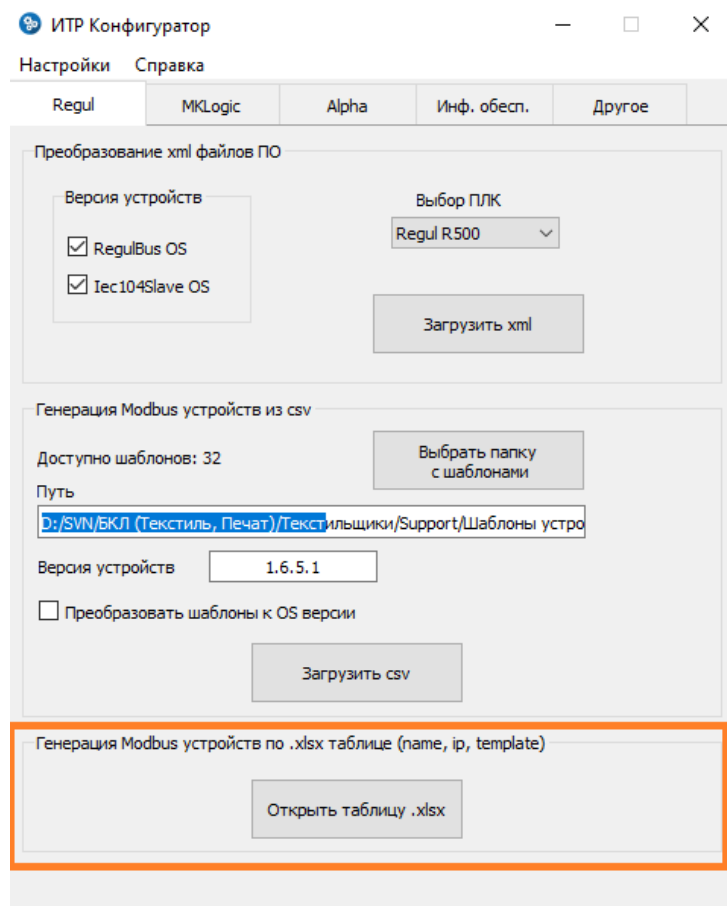 ИТР Конфигуратор
Настройки Справка
Regul MKLogic Alpha Инф. обесп. Другое
Преобразование xml файлов ПО
Версия устройств
RegulBus OS
Iec104Slave OS
Выбор ПЛК
Regul R500
Загрузить xml
Генерация Modbus устройств из csv
Доступно шаблонов: 32
Выбрать папку
с шаблонами
Путь
D:/SVN/БКЛ (Текстиль, Печат)/Текстильщики/Support/Шаблоны устро
Версия устройств 1.6.5.1
Преобразовать шаблоны к OS версии
Загрузить csv
Генерация Modbus устройств по .xlsx таблице (name, ip, template)
Открыть таблицу .xlsx